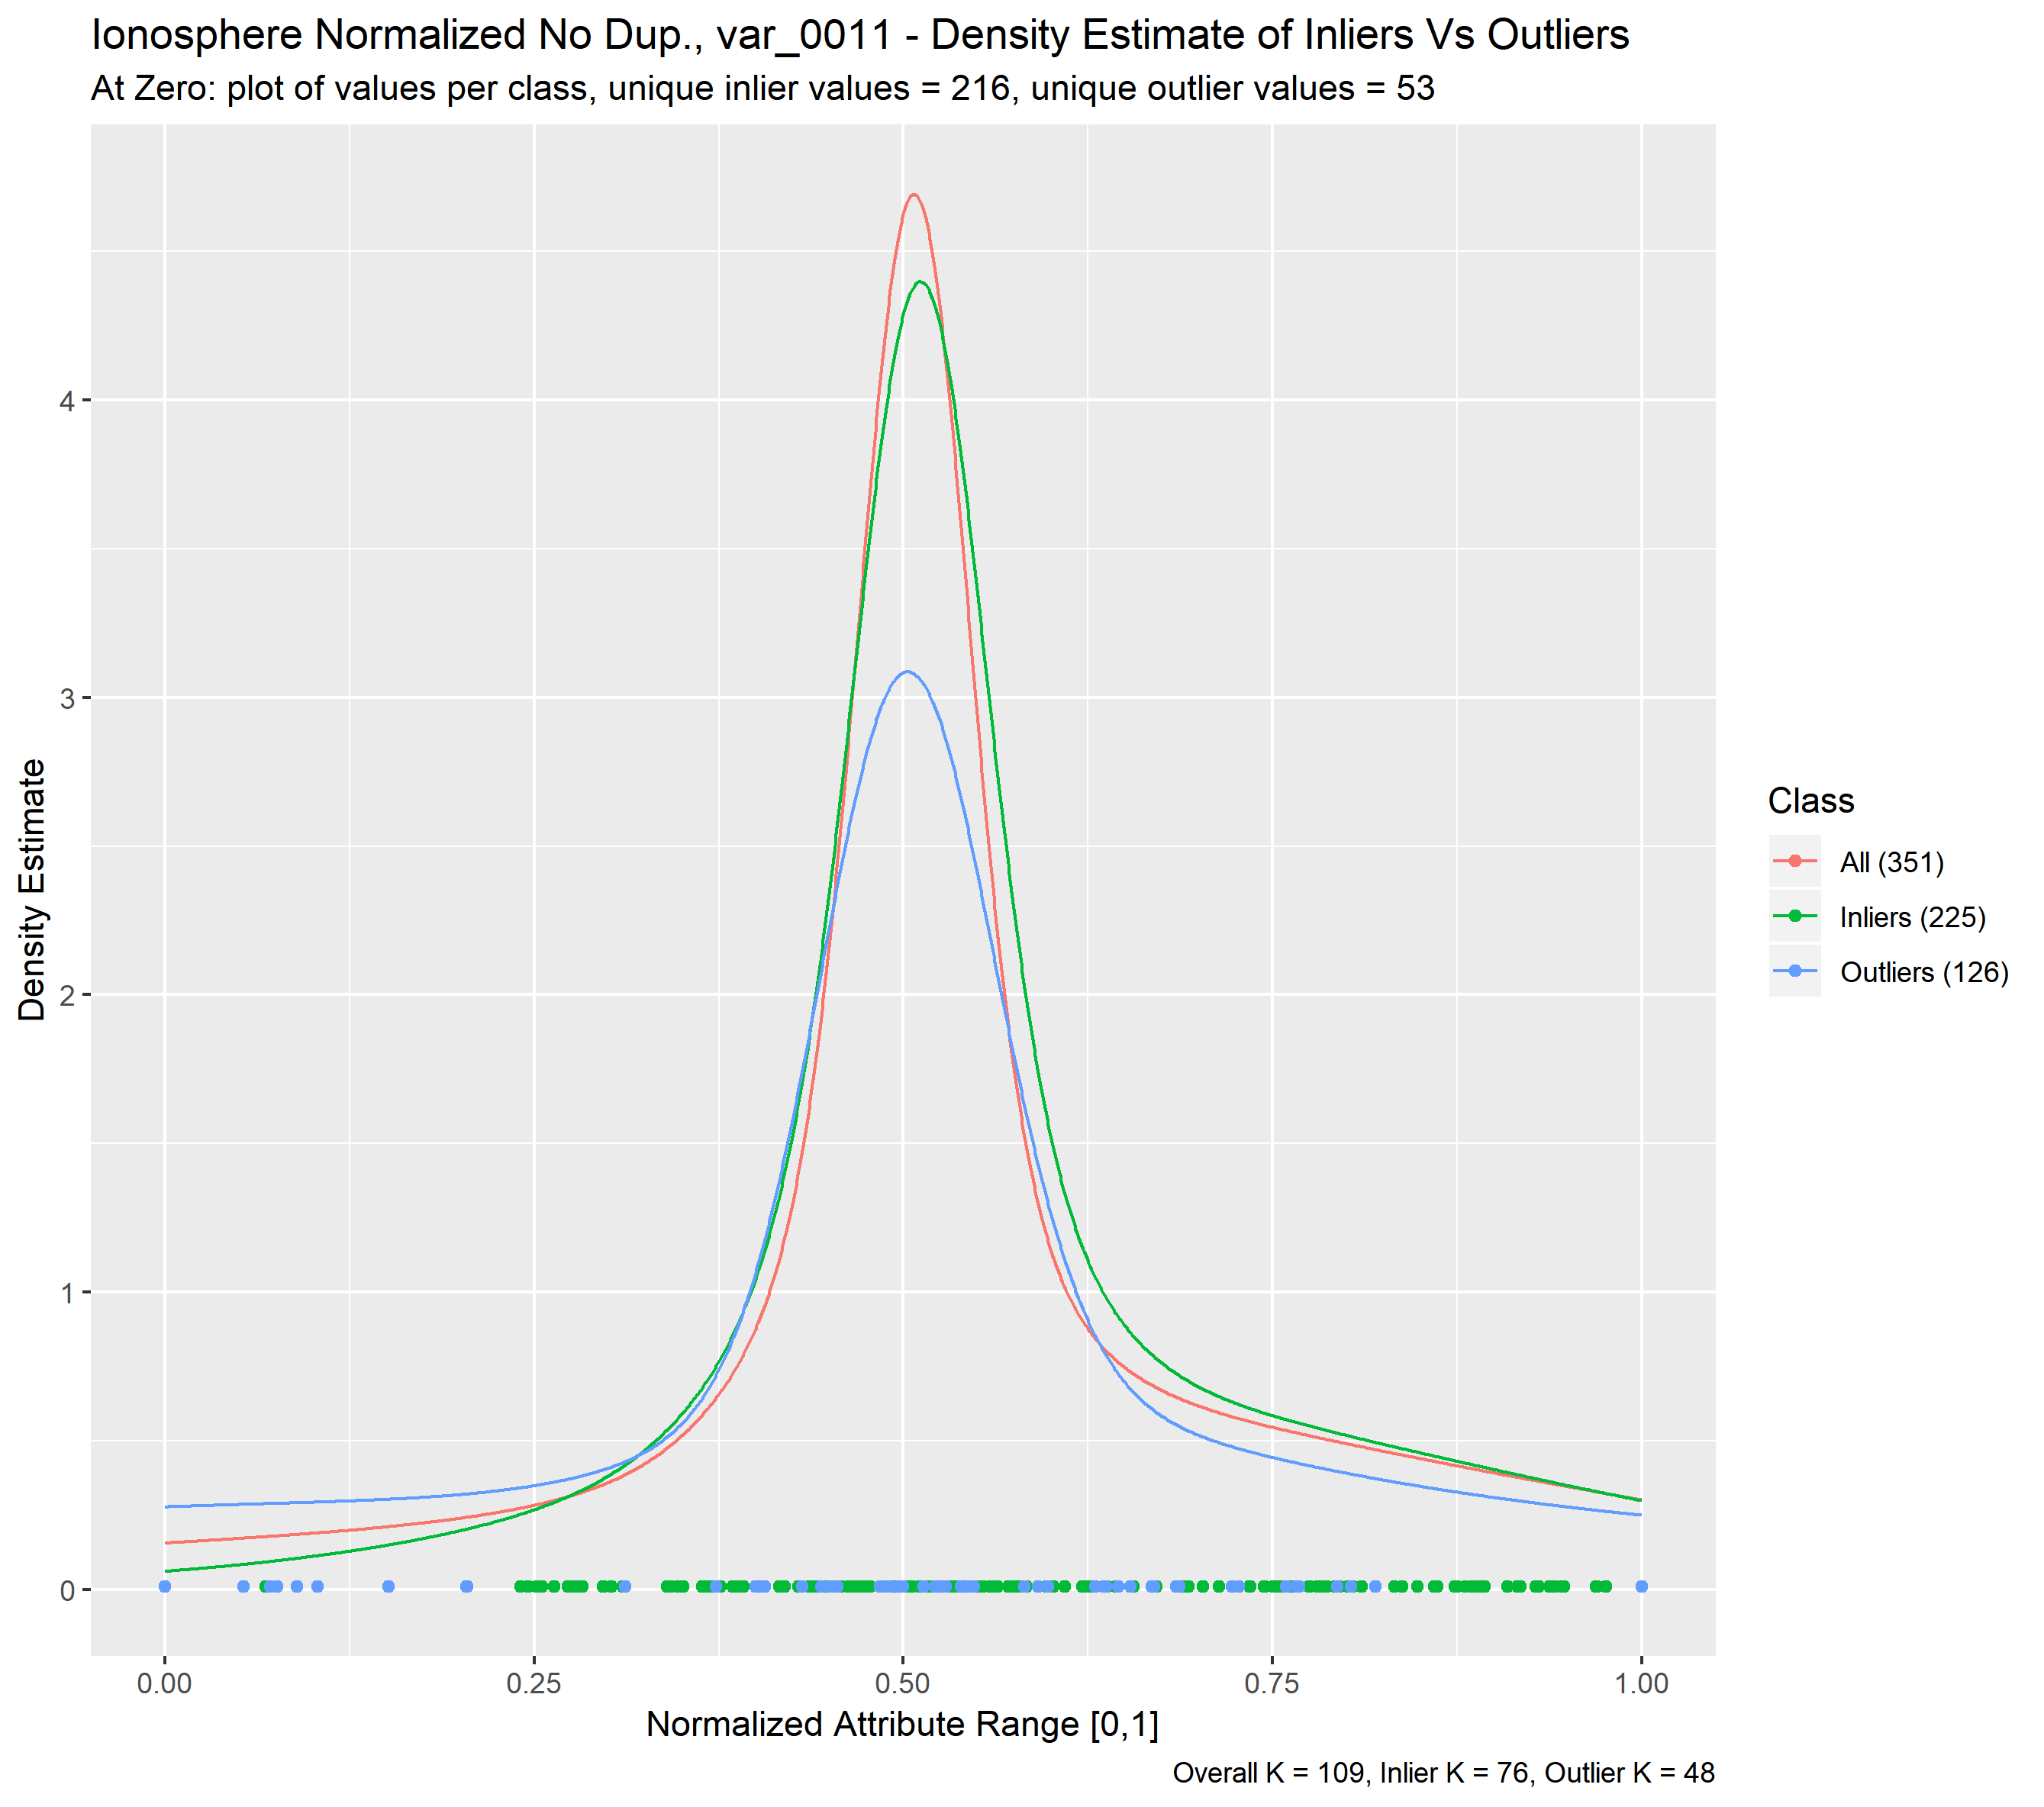 Ionosphere Normalized No Dup., var_0011 - Density Estimate of Inliers Vs Outliers
At Zero: plot of values per class, unique inlier values = 216, unique outlier values = 53
Density Estimate
4
3
2
1
0
0.00
0.25
0.50
0.75
1.00
Normalized Attribute Range [0,1]
Class
All (351)
Inliers (225)
Outliers (126)
Overall K = 109, Inlier K = 76, Outlier K = 48